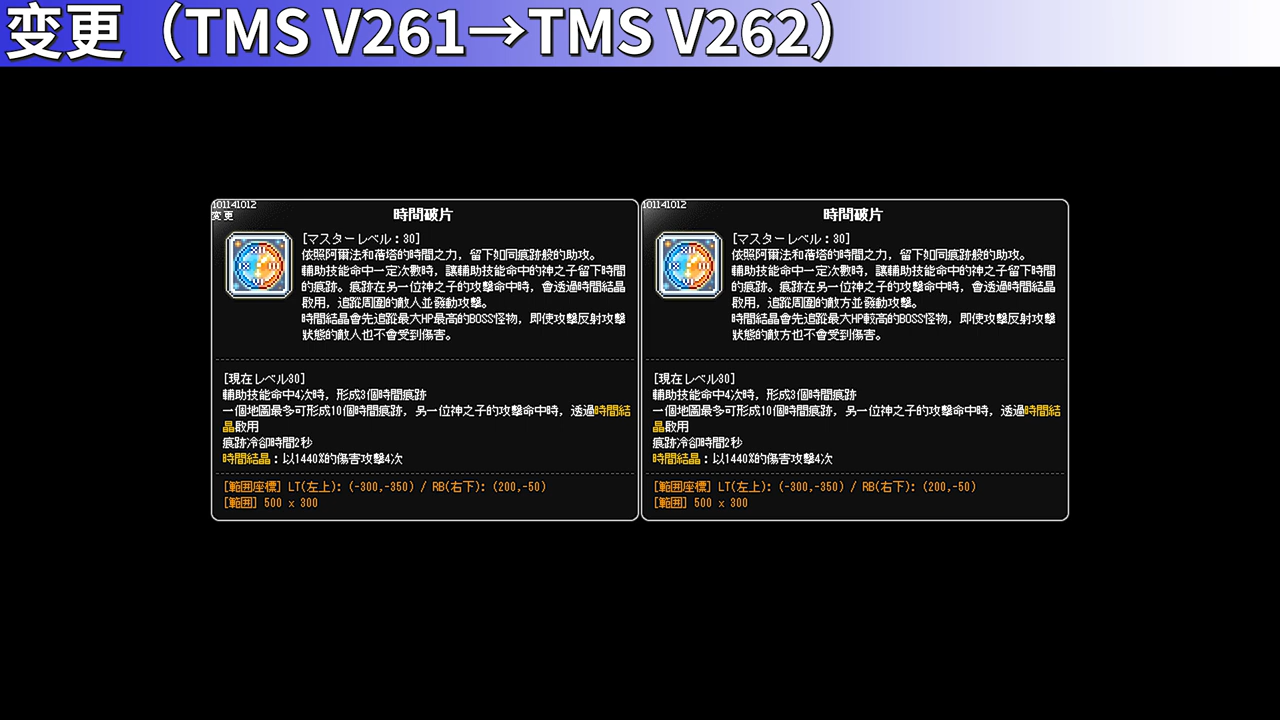 変更（TMS V261→TMS V262）
101141012
変更
時間破片
[マスターレベル：30]
依照阿爾法和蓓塔的時間之力，留下如同痕跡般的助攻。
輔助技能命中一定次數時，讓輔助技能命中的神之子留下時間
的痕跡。痕跡在另一位神之子的攻擊命中時，會透過時間結晶
啟用，追蹤周圍的敵人並發動攻擊。
時間結晶會先追蹤最大HP最高的BOSS怪物，即使攻擊反射攻擊
狀態的敵人也不會受到傷害。
[現在レベル30]
輔助技能命中4次時，形成3個時間痕跡
一個地圖最多可形成10個時間痕跡，另一位神之子的攻擊命中時，透過時間結
晶啟用
痕跡冷卻時間2秒
時間結晶：以1440%的傷害攻擊4次
[範囲座標] LT(左上): (-300,-350) / RB(右下): (200,-50)
[範囲] 500 x 300
101141012
時間破片
[マスターレベル：30]
依照阿爾法和蓓塔的時間之力，留下如同痕跡般的助攻。
輔助技能命中一定次數時，讓輔助技能命中的神之子留下時間
的痕跡。痕跡在另一位神之子的攻擊命中時，會透過時間結晶
啟用，追蹤周圍的敵方並發動攻擊。
時間結晶會先追蹤最大HP較高的BOSS怪物，即使攻擊反射攻擊
狀態的敵方也不會受到傷害。
[現在レベル30]
輔助技能命中4次時，形成3個時間痕跡
一個地圖最多可形成10個時間痕跡，另一位神之子的攻擊命中時，透過時間結
晶啟用
痕跡冷卻時間2秒
時間結晶：以1440%的傷害攻擊4次
[範囲座標] LT(左上): (-300,-350) / RB(右下): (200,-50)
[範囲] 500 x 300